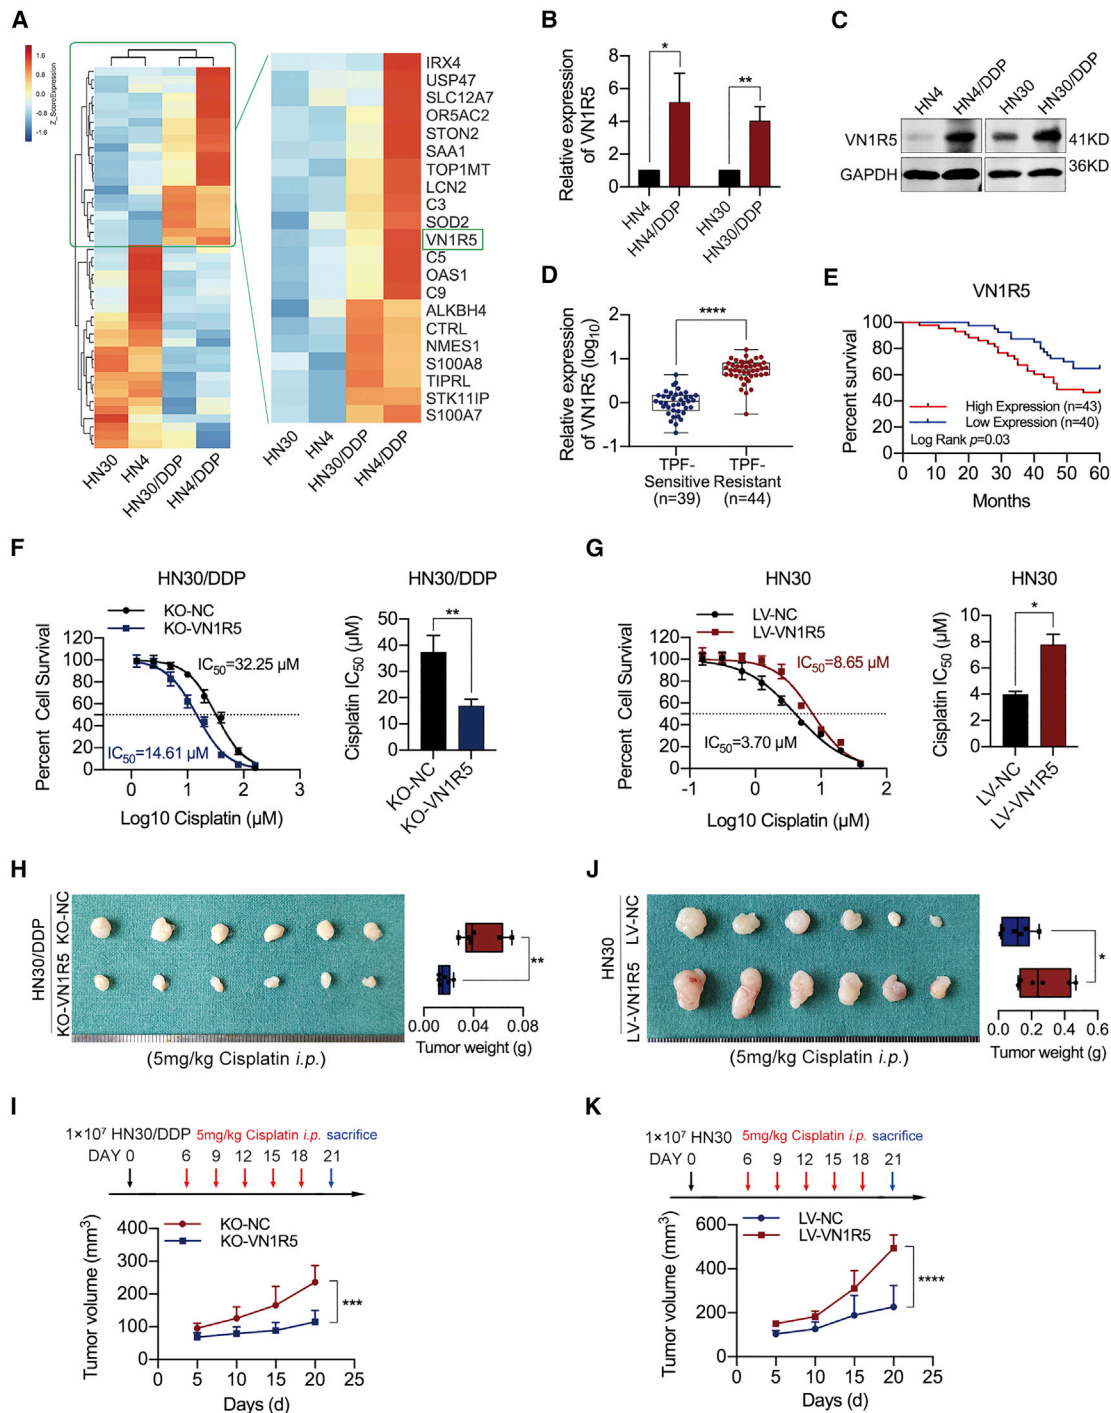 A
1.6
0.8
0.0
-0.8
-1.6
Z_ScoreExpression
HN30
HN4
HN30/DDP
HN4/DDP
IRX4
USP47
SLC12A7
OR5AC2
STON2
SAA1
TOP1MT
LCN2
C3
SOD2
VN1R5
C5
OAS1
C9
ALKBH4
CTRL
NMES1
S100A8
TIPRL
STK11IP
S100A7
HN30
HN4
HN30/DDP
HN4/DDP
B
Relative expression
of VN1R5
8
6
4
2
0
*
**
HN4
HN4/DDP
HN30
HN30/DDP
C
HN4
HN4/DDP
HN30
HN30/DDP
VN1R5
41KD
GAPDH
36KD
D
Relative expression
of VN1R5 (log10)
2
1
0
-1
****
TPF-
Sensitive
(n=39)
TPF-
Resistant
(n=44)
E
VN1R5
Percent survival
100
80
60
40
20
0
High Expression (n=43)
Low Expression (n=40)
Log Rank p=0.03
0 10 20 30 40 50 60
Months
F
HN30/DDP
KO-NC
KO-VN1R5
Percent Cell Survival
120
100
80
60
40
20
0
IC50=32.25 µM
IC50=14.61 µM
0 1 2 3
Log10 Cisplatin (µM)
HN30/DDP
Cisplatin IC50 (µM)
50
40
30
20
10
0
**
KO-NC
KO-VN1R5
G
HN30
LV-NC
LV-VN1R5
Percent Cell Survival
120
100
80
60
40
20
0
IC50=8.65 µM
IC50=3.70 µM
-1 0 1 2
Log10 Cisplatin (µM)
HN30
Cisplatin IC50 (µM)
10
8
6
4
2
0
*
LV-NC
LV-VN1R5
H
HN30/DDP
KO-NC
KO-VN1R5
(5mg/kg Cisplatin i.p.)
**
0.00 0.04 0.08
Tumor weight (g)
J
HN30
LV-NC
LV-VN1R5
(5mg/kg Cisplatin i.p.)
*
0.0 0.2 0.4 0.6
Tumor weight (g)
I
1×10⁷ HN30/DDP 5mg/kg Cisplatin i.p. sacrifice
DAY 0 6 9 12 15 18 21
KO-NC
KO-VN1R5
Tumor volume (mm³)
400
300
200
100
0
***
0 5 10 15 20 25
Days (d)
K
1×10⁷ HN30 5mg/kg Cisplatin i.p. sacrifice
DAY 0 6 9 12 15 18 21
LV-NC
LV-VN1R5
Tumor volume (mm³)
600
400
200
0
****
0 5 10 15 20 25
Days (d)